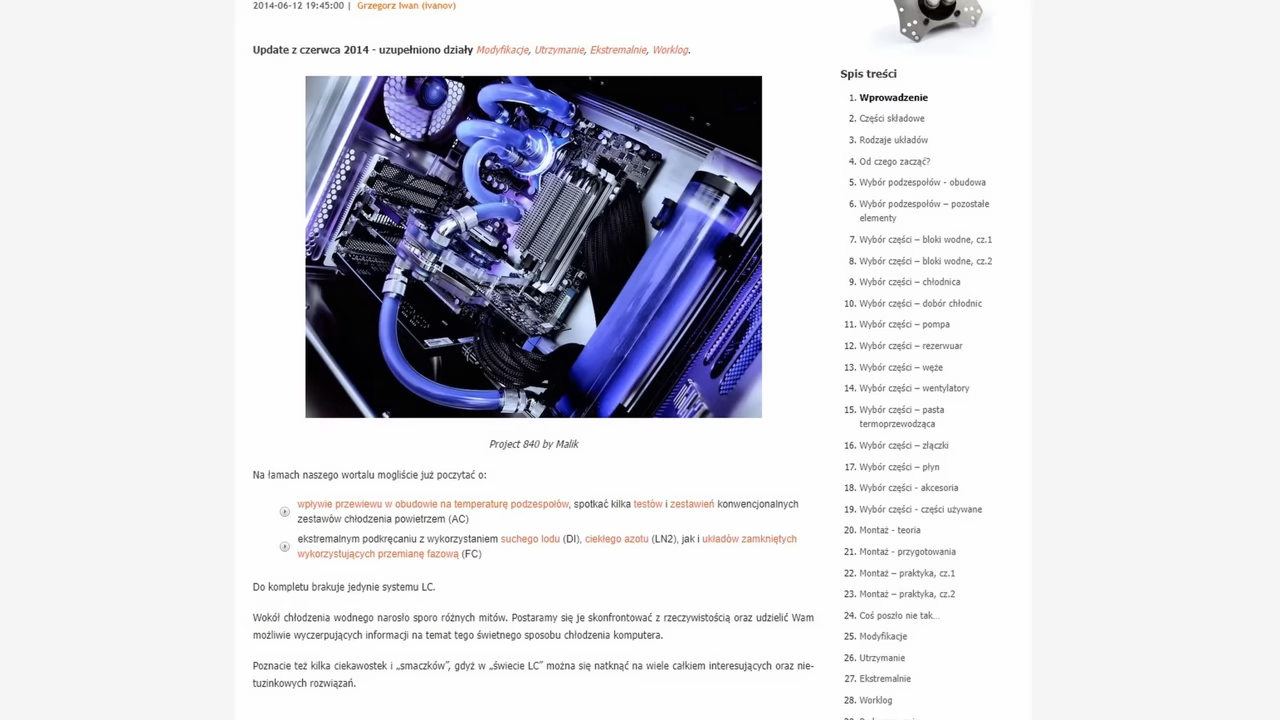 2014-06-12 19:45:00 | Grzegorz Iwan (ivanov)
Update z czerwca 2014 - uzupełniono działy Modyfikacje, Utrzymanie, Ekstremalnie, Worklog.
Project 840 by Malik
Na łamach naszego wortalu mogliście już poczytać o:
wpływie przewiewu w obudowie na temperaturę podzespołów, spotkać kilka testów i zestawień konwencjonalnych
zestawów chłodzenia powietrzem (AC)
ekstremalnym podkręcaniu z wykorzystaniem suchego lodu (DI), ciekłego azotu (LN2), jak i układów zamkniętych
wykorzystujących przemianę fazową (FC)
Do kompletu brakuje jedynie systemu LC.
Wokół chłodzenia wodnego narosło sporo różnych mitów. Postaramy się je skonfrontować z rzeczywistością oraz udzielić Wam
możliwie wyczerpujących informacji na temat tego świetnego sposobu chłodzenia komputera.
Poznacie też kilka ciekawostek i „smaczków”, gdyż w „świecie LC” można się natknąć na wiele całkiem interesujących oraz nie-
tuzinkowych rozwiązań.
Spis treści
1. Wprowadzenie
2. Części składowe
3. Rodzaje układów
4. Od czego zacząć?
5. Wybór podzespołów - obudowa
6. Wybór podzespołów – pozostałe
elementy
7. Wybór części – bloki wodne, cz.1
8. Wybór części – bloki wodne, cz.2
9. Wybór części – chłodnica
10. Wybór części – dobór chłodnic
11. Wybór części – pompa
12. Wybór części – rezerwuar
13. Wybór części – węże
14. Wybór części – wentylatory
15. Wybór części – pasta
termoprzewodząca
16. Wybór części – złączki
17. Wybór części – płyn
18. Wybór części - akcesoria
19. Wybór części - części używane
20. Montaż - teoria
21. Montaż - przygotowania
22. Montaż – praktyka, cz.1
23. Montaż – praktyka, cz.2
24. Coś poszło nie tak...
25. Modyfikacje
26. Utrzymanie
27. Ekstremalnie
28. Worklog